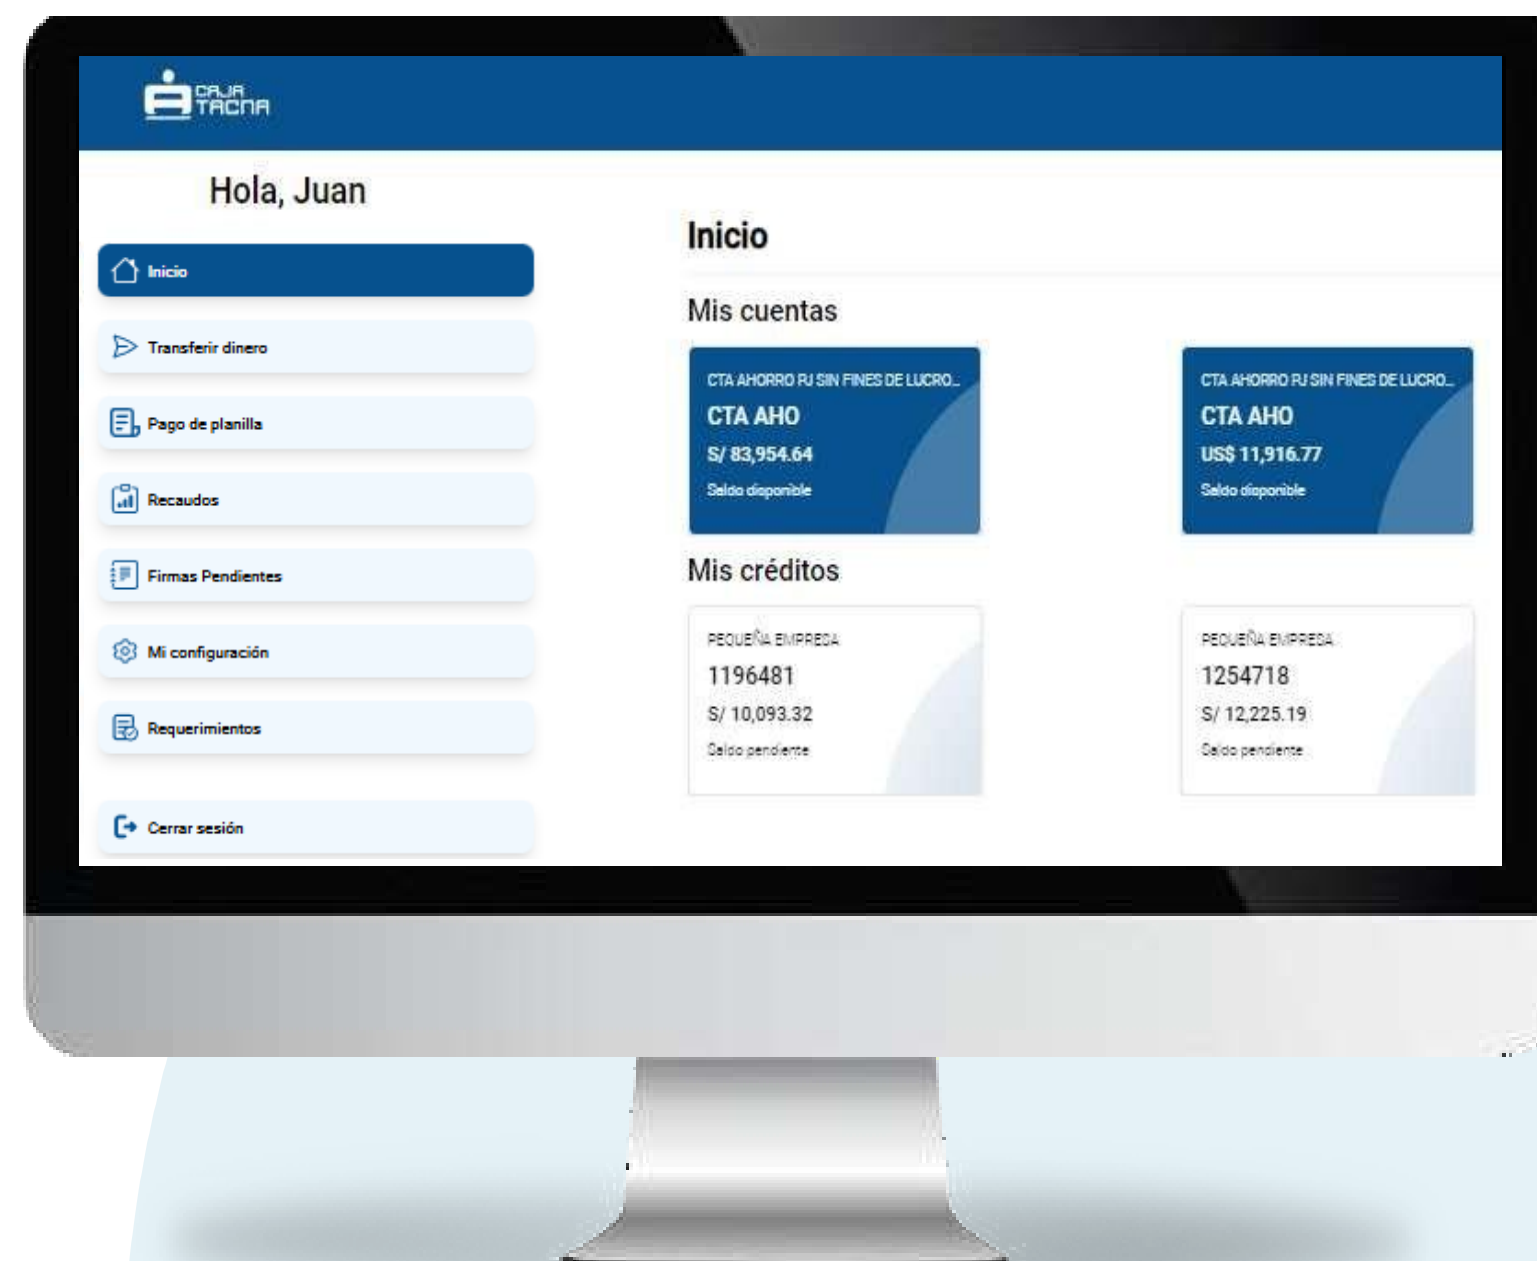 CAJA
TACNA
Hola, Juan
Inicio
Transferir dinero
Pago de planilla
Recaudos
Firmas Pendientes
Mi configuración
Requerimientos
Cerrar sesión
Inicio
Mis cuentas
CTA AHORRO PJ SIN FINES DE LUCRO...
CTA AHO
S/ 83,954.64
Saldo disponible
CTA AHORRO PJ SIN FINES DE LUCRO...
CTA AHO
US$ 11,916.77
Saldo disponible
Mis créditos
PEQUEÑA EMPRESA
1196481
S/ 10,093.32
Saldo pendiente
PEQUEÑA EMPRESA
1254718
S/ 12,225.19
Saldo pendiente